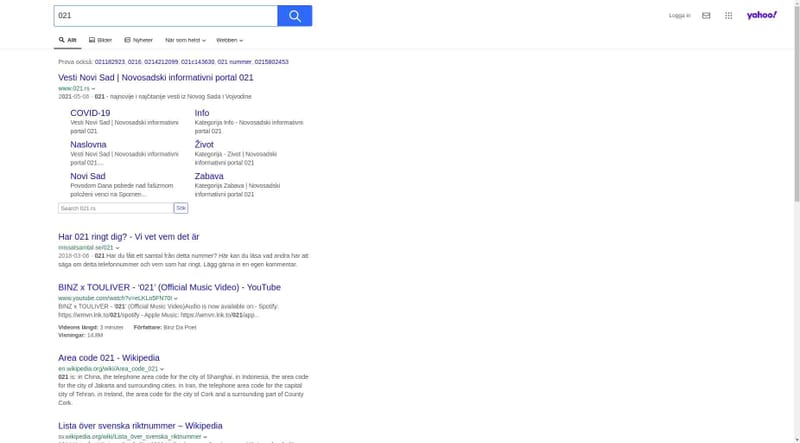 021
Logga in
yahoo!
Allt
Bilder
Nyheter
När som helst
Webben
Prova också: 021182923, 0216, 0214212099, 021c143630, 021 nummer, 0215802453
Vesti Novi Sad | Novosadski informativni portal 021
www.021.rs
2021-05-08 · 021 - najnovije i najčitanije vesti iz Novog Sada i Vojvodine
COVID-19
Vesti Novi Sad | Novosadski informativni
portal 021
Info
Kategorija Info - Novosadski informativni
portal 021
Naslovna
Vesti Novi Sad | Novosadski informativni
portal 021....
Život
Kategorija - Život | Novosadski
informativni portal 021
Novi Sad
Povodom Dana pobede nad fašizmom
položeni venci na Spomen...
Zabava
Kategorija Zabava | Novosadski
informativni portal 021
Search 021.rs
Sök
Har 021 ringt dig? - Vi vet vem det är
missatsamtal.se/021
2018-03-06 · 021 Har du fått ett samtal från detta nummer? Här kan du läsa vad andra har att
säga om detta telefonnummer och vem som har ringt. Lägg gärna in en egen kommentar.
BINZ x TOULIVER - '021' (Official Music Video) - YouTube
www.youtube.com/watch?v=eLKLo5FN70I
BINZ x TOULIVER - '021' (Official Music Video)Audio is now available on:- Spotify:
https://wmvn.lnk.to/021/spotify - Apple Music: https://wmvn.lnk.to/021/app...
Videons längd: 3 minuter
Författare: Binz Da Poet
Visningar: 14.8M
Area code 021 - Wikipedia
en.wikipedia.org/wiki/Area_code_021
021 is: in China, the telephone area code for the city of Shanghai. in Indonesia, the area code
for the city of Jakarta and surrounding cities. in Iran, the telephone area code for the capital
city of Tehran. in Ireland, the area code for the city of Cork and a surrounding part of County
Cork.
Lista över svenska riktnummer – Wikipedia
sv.wikipedia.org/wiki/Lista_över_svenska_riktnummer